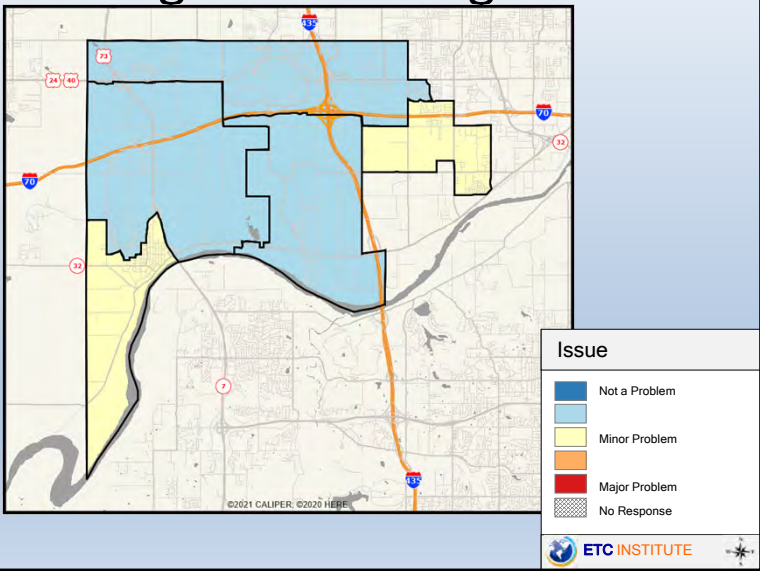 435
73
24 40
70
32
70
32
7
435
©2021 CALIPER; ©2020 HERE
Issue
Not a Problem
Minor Problem
Major Problem
No Response
ETC INSTITUTE